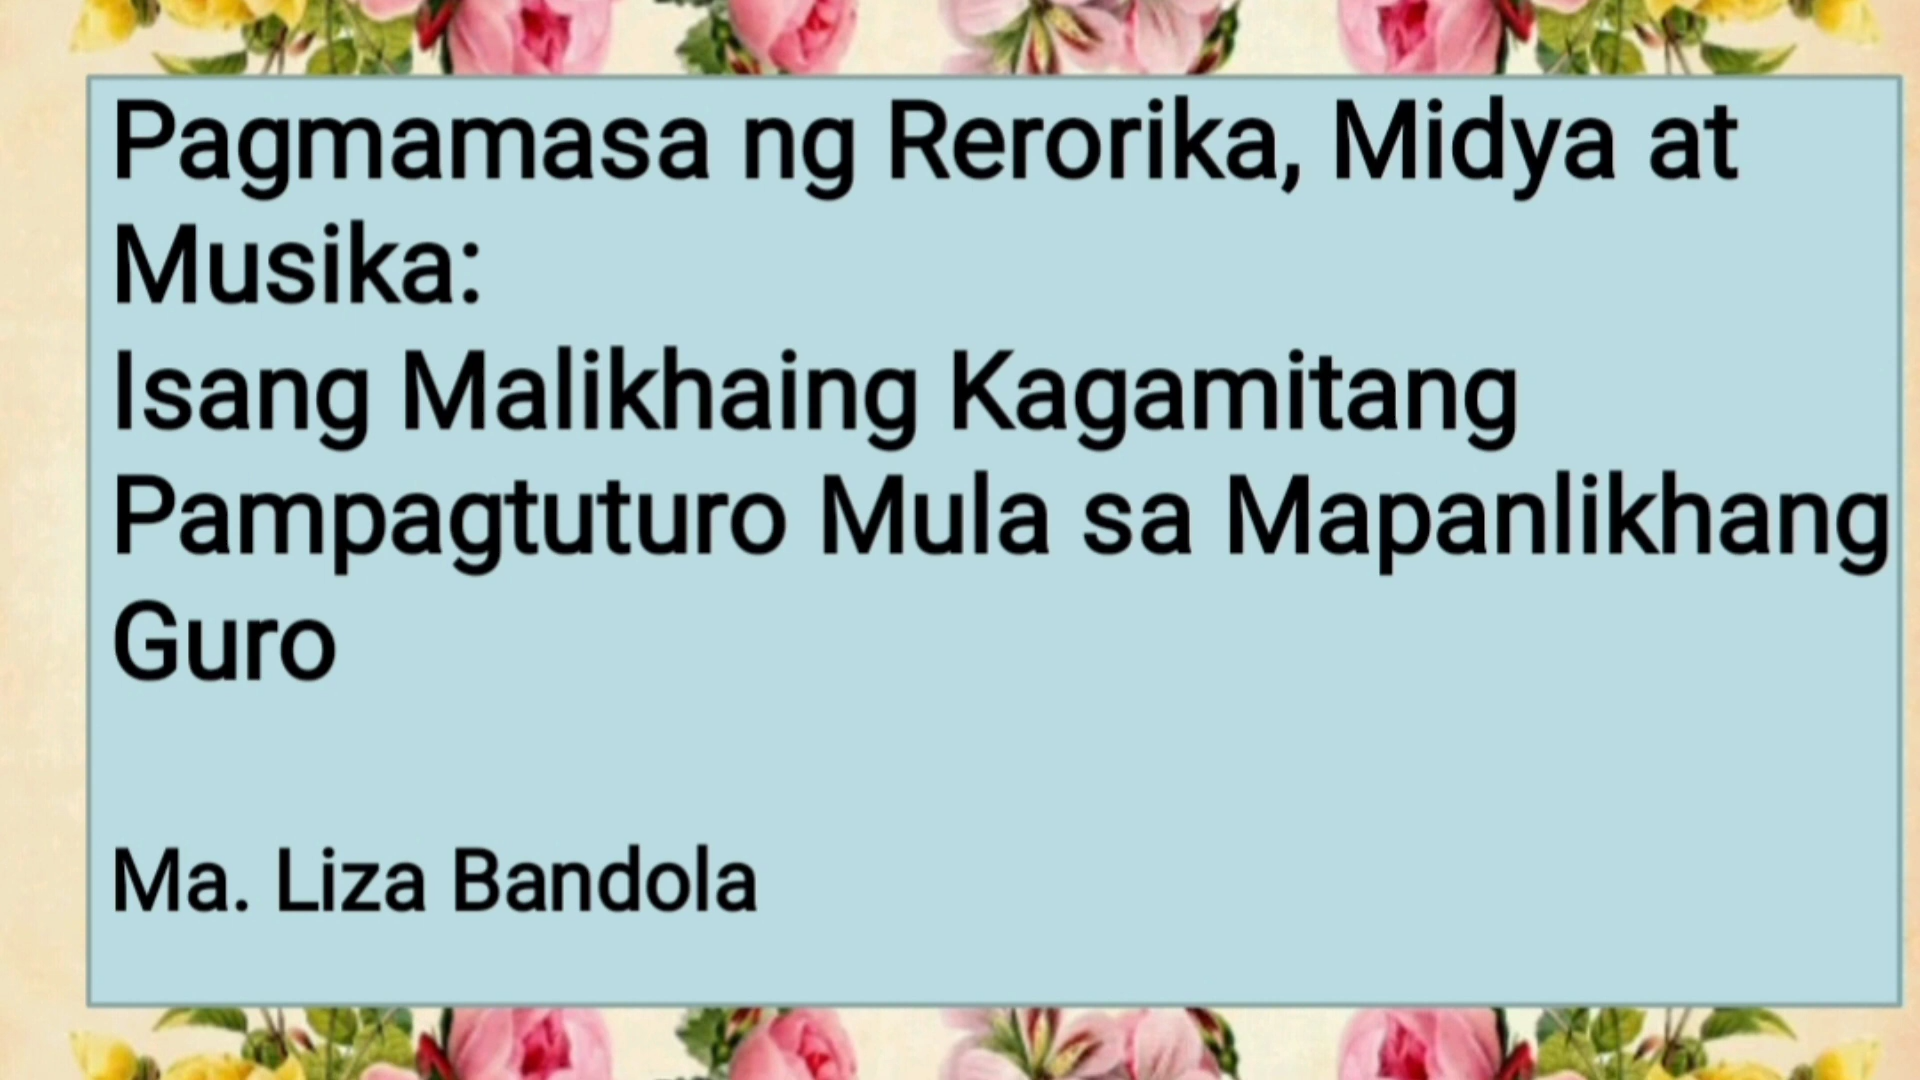 Pagmamasa ng Rerorika, Midya at
Musika:
Isang Malikhaing Kagamitang
Pampagtuturo Mula sa Mapanlikhang
Guro
Ma. Liza Bandola